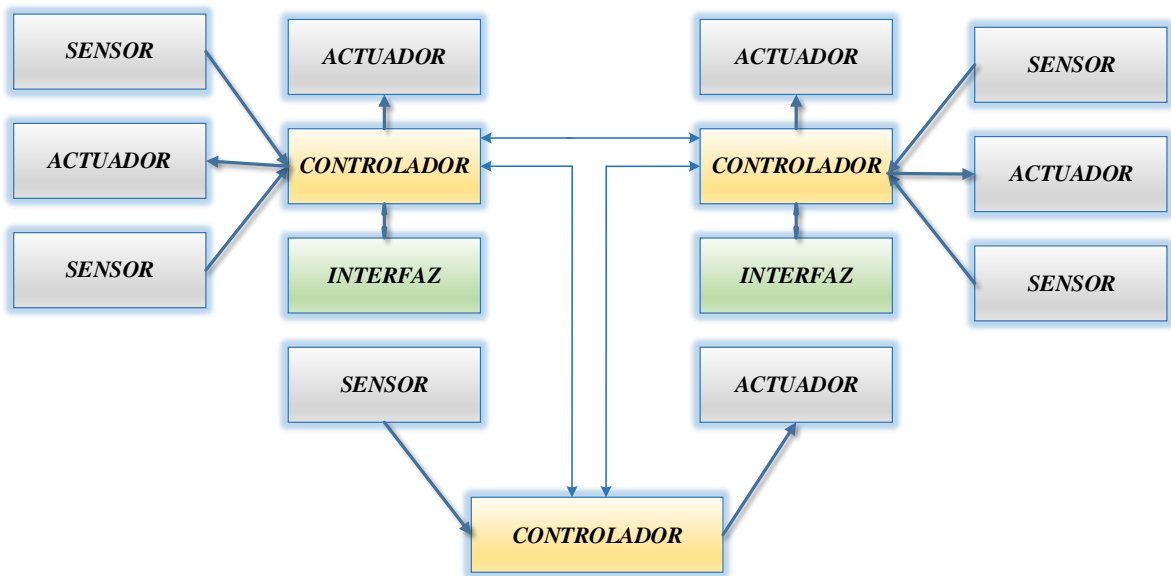 SENSOR
ACTUADOR
ACTUADOR
SENSOR
ACTUADOR
CONTROLADOR
CONTROLADOR
ACTUADOR
SENSOR
INTERFAZ
INTERFAZ
SENSOR
SENSOR
ACTUADOR
CONTROLADOR